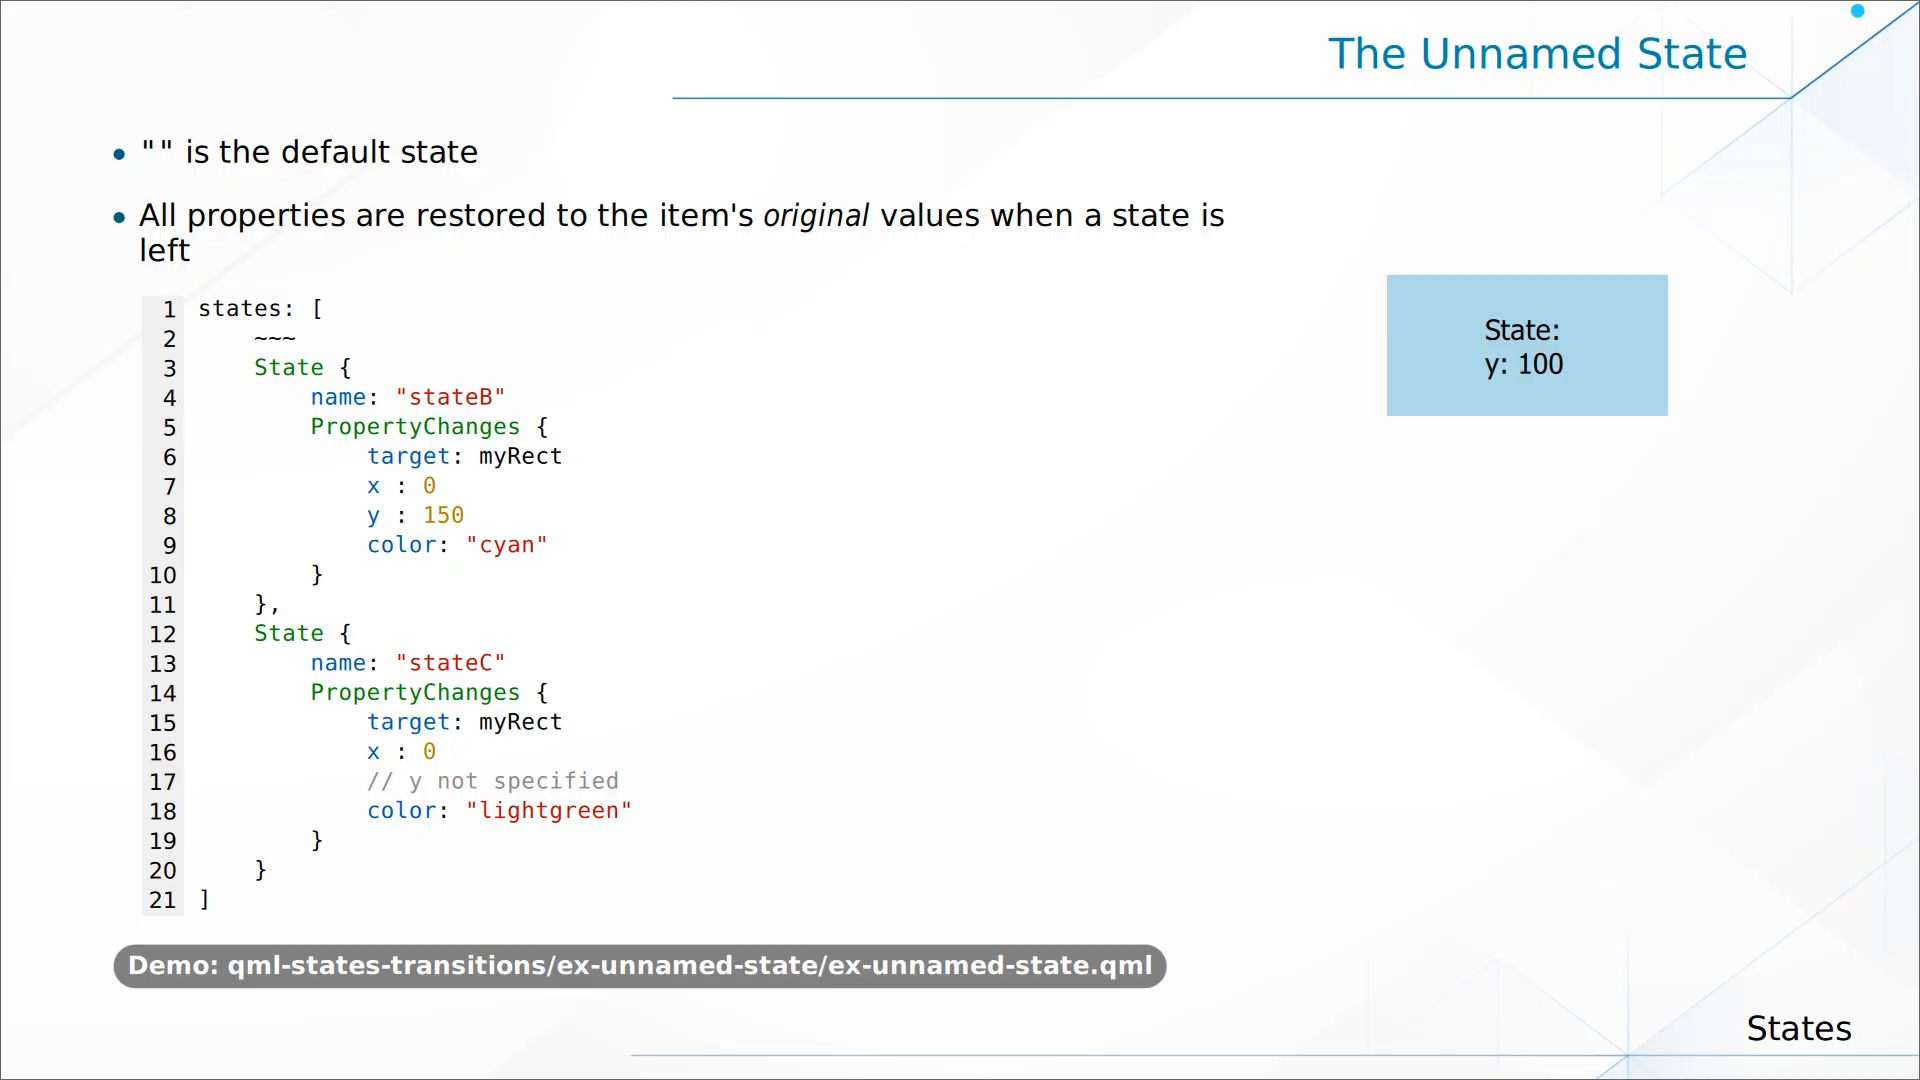 The Unnamed State
• "" is the default state
• All properties are restored to the item's original values when a state is
left
1 states: [
2     ~~~
3     State {
4         name: "stateB"
5         PropertyChanges {
6             target: myRect
7             x : 0
8             y : 150
9             color: "cyan"
10         }
11     },
12     State {
13         name: "stateC"
14         PropertyChanges {
15             target: myRect
16             x : 0
17             // y not specified
18             color: "lightgreen"
19         }
20     }
21 ]
State:
y: 100
Demo: qml-states-transitions/ex-unnamed-state/ex-unnamed-state.qml
States